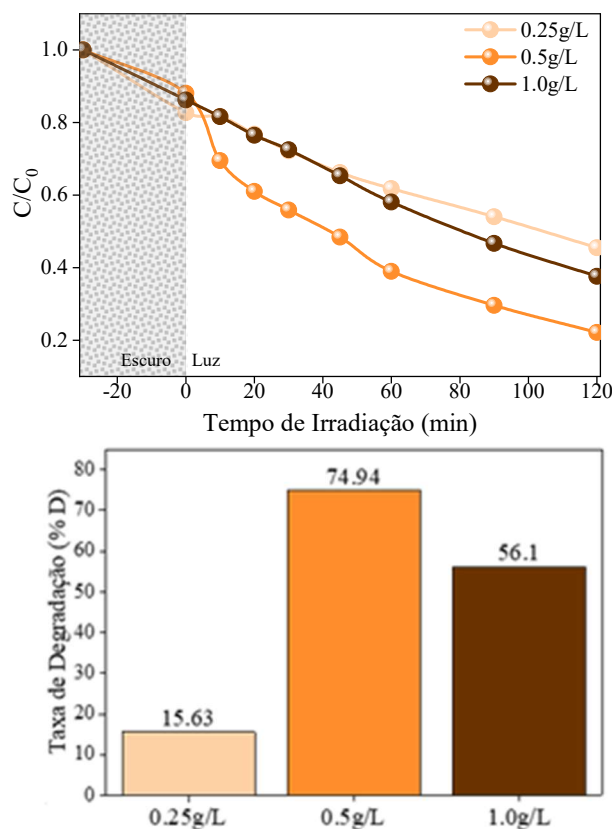 0.25g/L
0.5g/L
1.0g/L
C/C0
1.0
0.8
0.6
0.4
0.2
Escuro
Luz
-20 0 20 40 60 80 100 120
Tempo de Irradiação (min)
Taxa de Degradação (% D)
80
70
60
50
40
30
20
10
0
15.63
74.94
56.1
0.25g/L 0.5g/L 1.0g/L